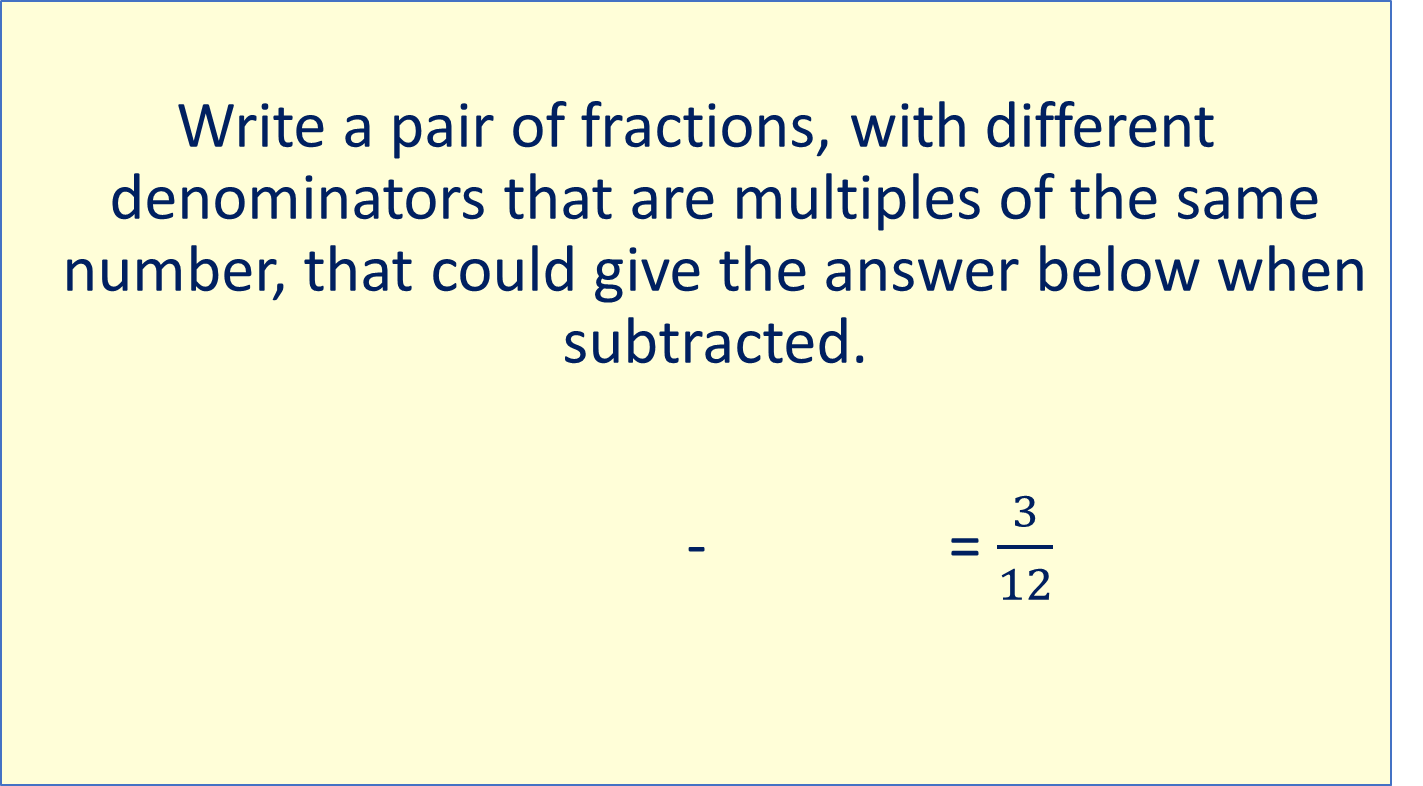 Write a pair of fractions, with different
denominators that are multiples of the same
number, that could give the answer below when
subtracted.
- = 3/12